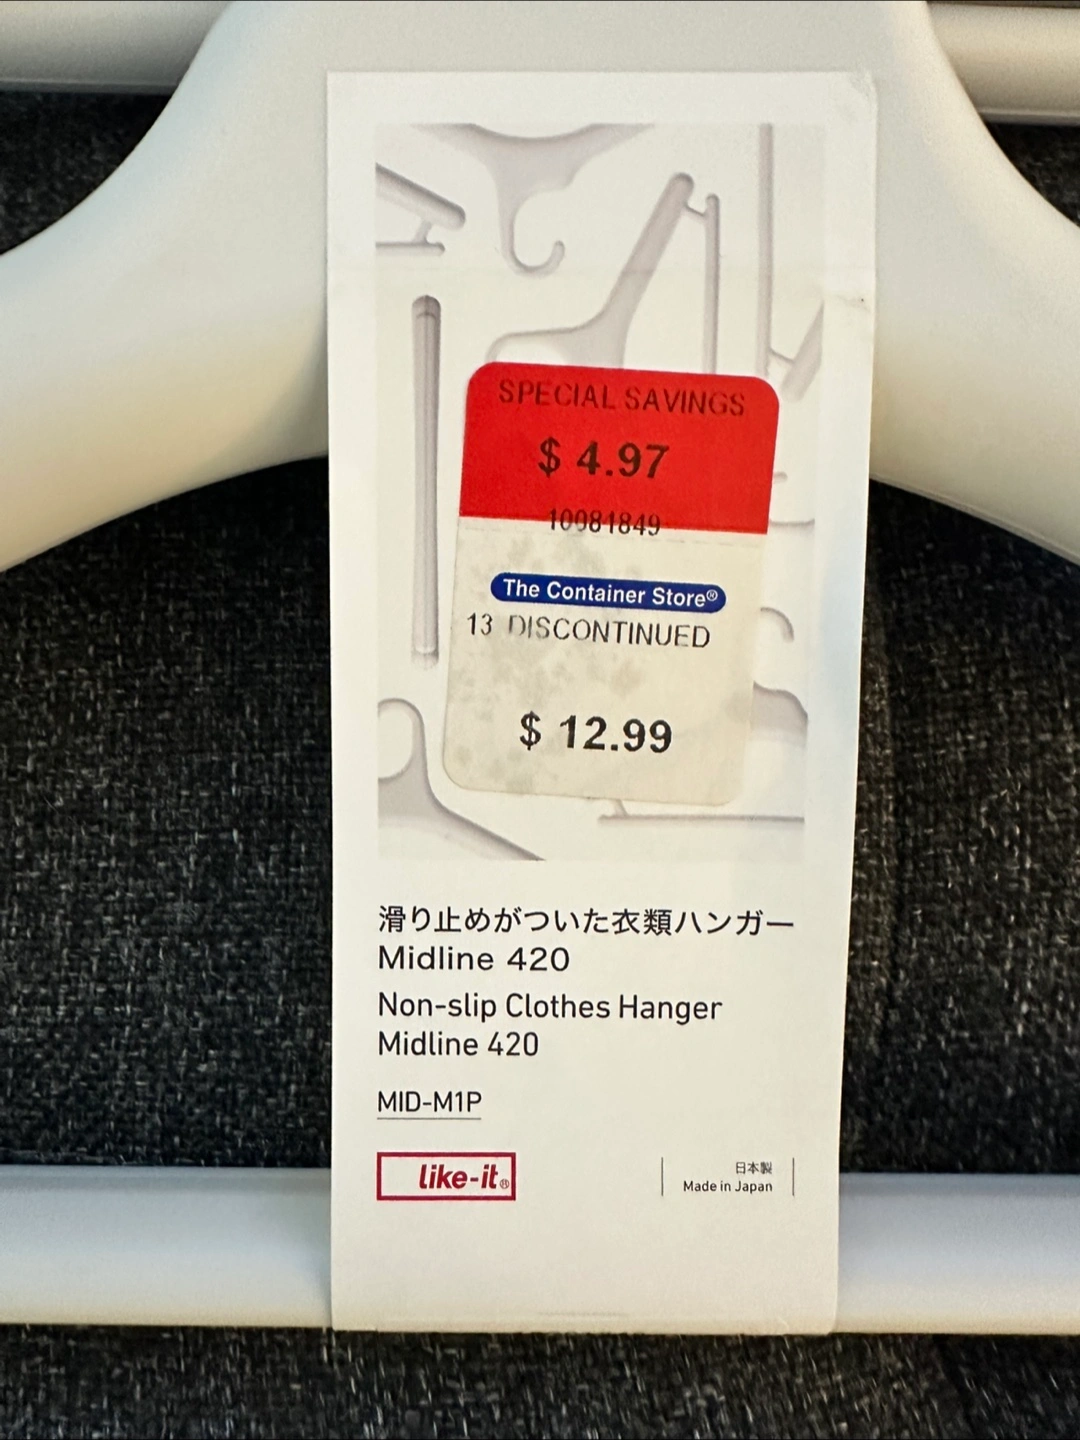 SPECIAL SAVINGS
$ 4.97
10081849
The Container Store®
13 DISCONTINUED
$ 12.99
滑り止めがついた衣類ハンガー
Midline 420
Non-slip Clothes Hanger
Midline 420
MID-M1P
like-it®
日本製
Made in Japan